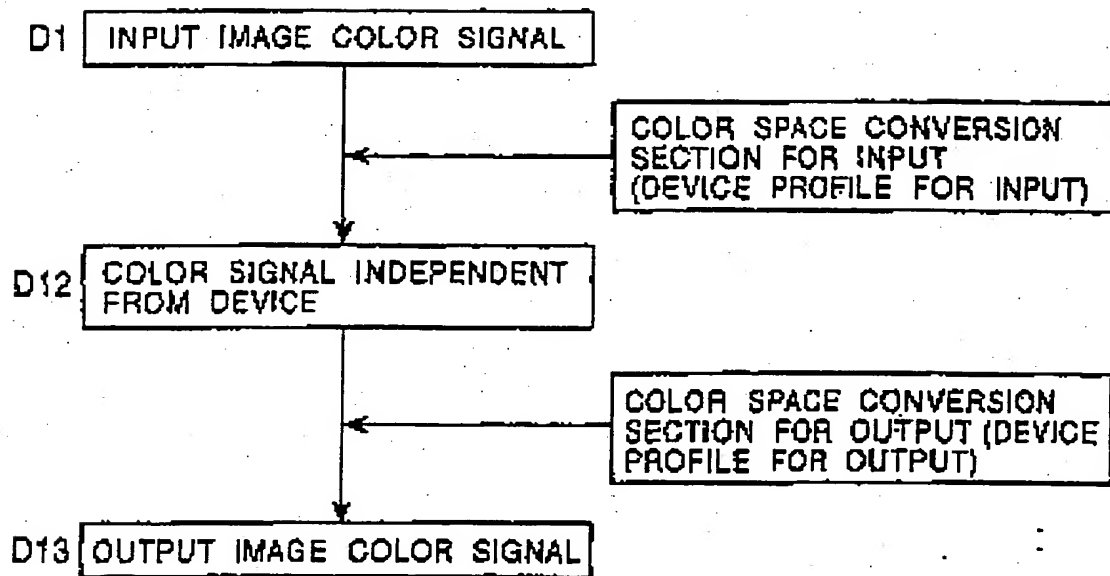 D1 INPUT IMAGE COLOR SIGNAL
COLOR SPACE CONVERSION
SECTION FOR INPUT
(DEVICE PROFILE FOR INPUT)
D12 COLOR SIGNAL INDEPENDENT
FROM DEVICE
COLOR SPACE CONVERSION
SECTION FOR OUTPUT (DEVICE
PROFILE FOR OUTPUT)
D13 OUTPUT IMAGE COLOR SIGNAL